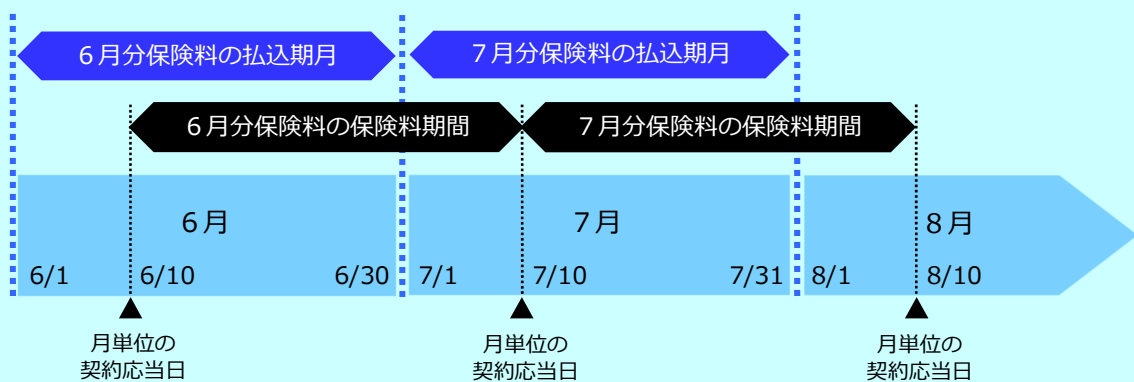 ６月分保険料の払込期月
７月分保険料の払込期月
６月分保険料の保険料期間
７月分保険料の保険料期間
６月
７月
８月
6/1
6/10
6/30
7/1
7/10
7/31
8/1
8/10
月単位の
契約応当日
月単位の
契約応当日
月単位の
契約応当日